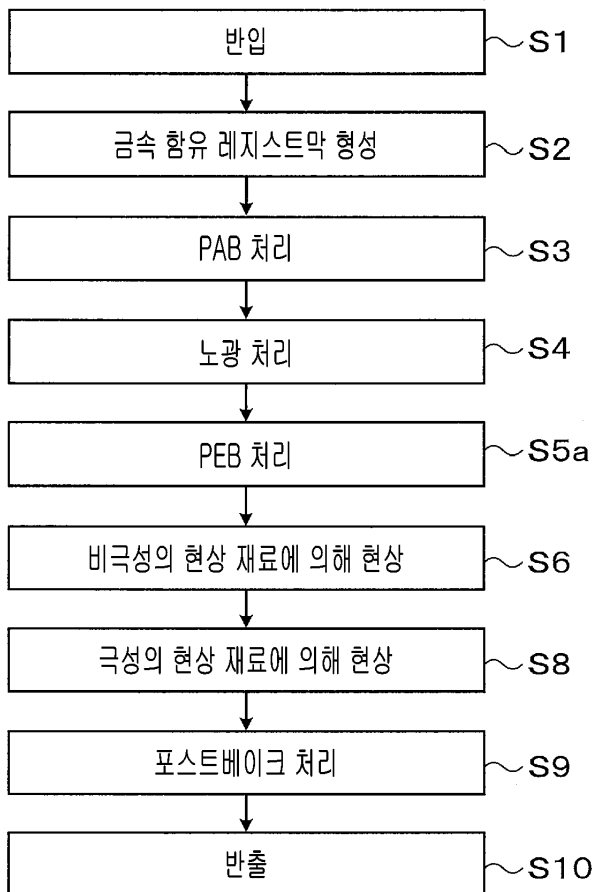 반입 S1
금속 함유 레지스트막 형성 S2
PAB 처리 S3
노광 처리 S4
PEB 처리 S5a
비극성의 현상 재료에 의해 현상 S6
극성의 현상 재료에 의해 현상 S8
포스트베이크 처리 S9
반출 S10